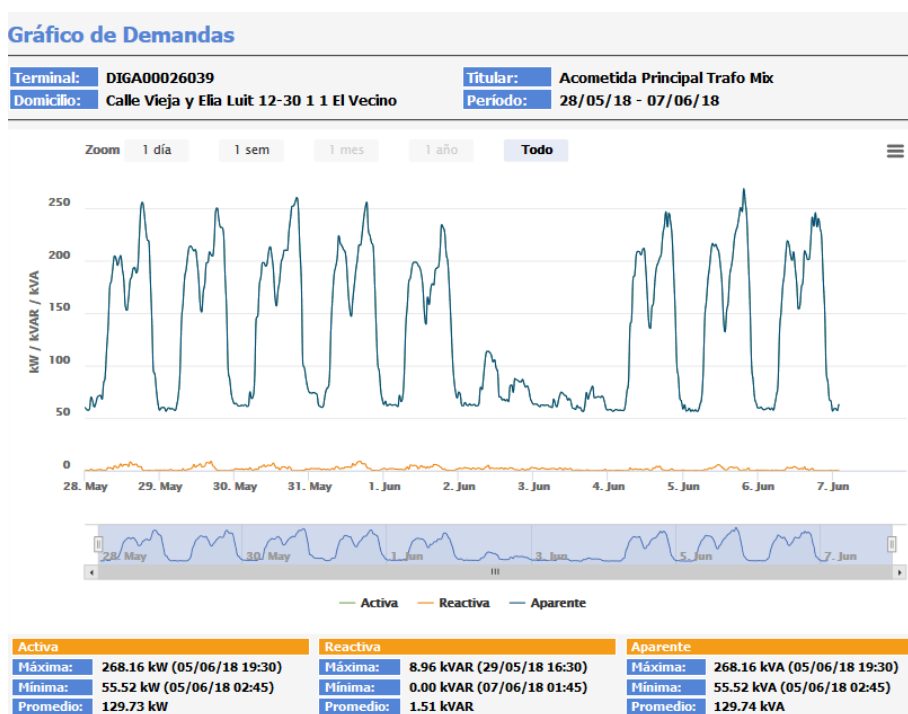 Gráfico de Demandas
Terminal: DIGA00026039 Titular: Acometida Principal Trafo Mix
Domicilio: Calle Vieja y Elia Luit 12-30 1 1 El Vecino Período: 28/05/18 - 07/06/18
Zoom 1 día 1 sem 1 mes 1 año Todo
kW / kVAR / kVA
250
200
150
100
50
0
28. May 29. May 30. May 31. May 1. Jun 2. Jun 3. Jun 4. Jun 5. Jun 6. Jun 7. Jun
28. May 30. May 1. Jun 3. Jun 5. Jun 7. Jun
Activa Reactiva Aparente
Activa Reactiva Aparente
Máxima: 268.16 kW (05/06/18 19:30) Máxima: 8.96 kVAR (29/05/18 16:30) Máxima: 268.16 kVA (05/06/18 19:30)
Mínima: 55.52 kW (05/06/18 02:45) Mínima: 0.00 kVAR (07/06/18 01:45) Mínima: 55.52 kVA (05/06/18 02:45)
Promedio: 129.73 kW Promedio: 1.51 kVAR Promedio: 129.74 kVA